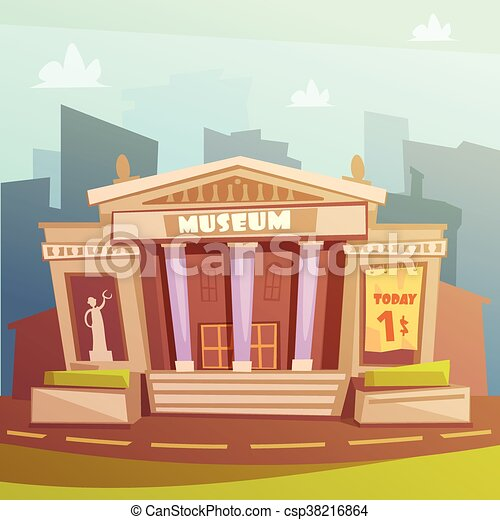 MUSEUM
TODAY
1$
© Can Stock Photo
© Can Stock Photo - csp38216864